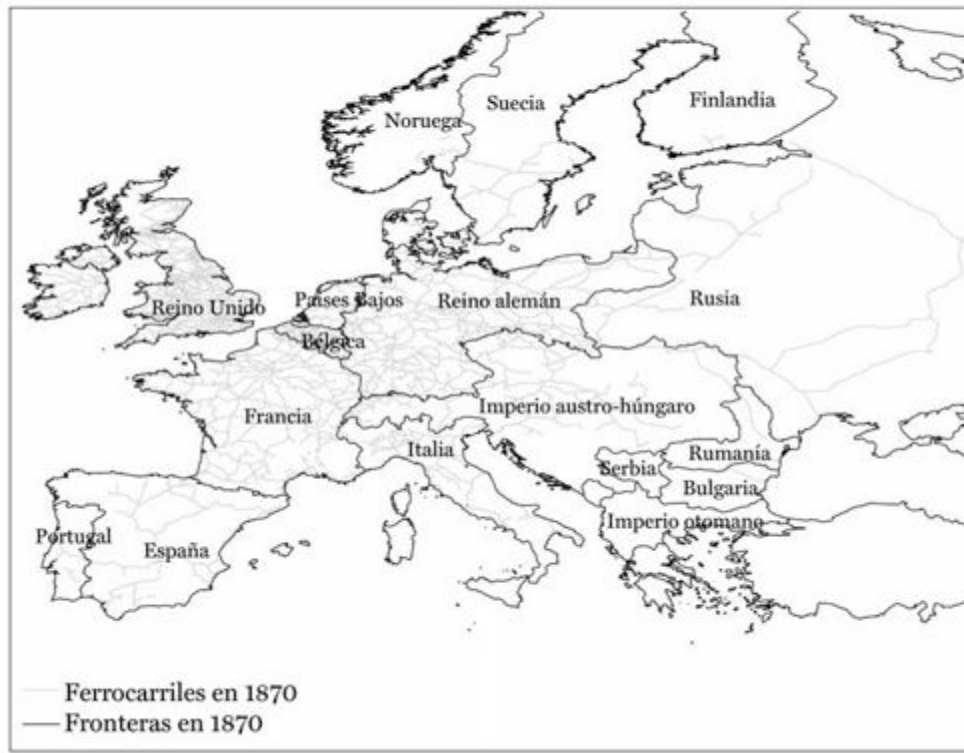 Suecia
Finlandia
Noruega
Reino Unido
Países Bajos
Reino alemán
Rusia
Bélgica
Francia
Imperio austro-húngaro
Italia
Rumanía
Serbia
Bulgaria
Imperio otomano
Portugal
España
Ferrocarriles en 1870
Fronteras en 1870